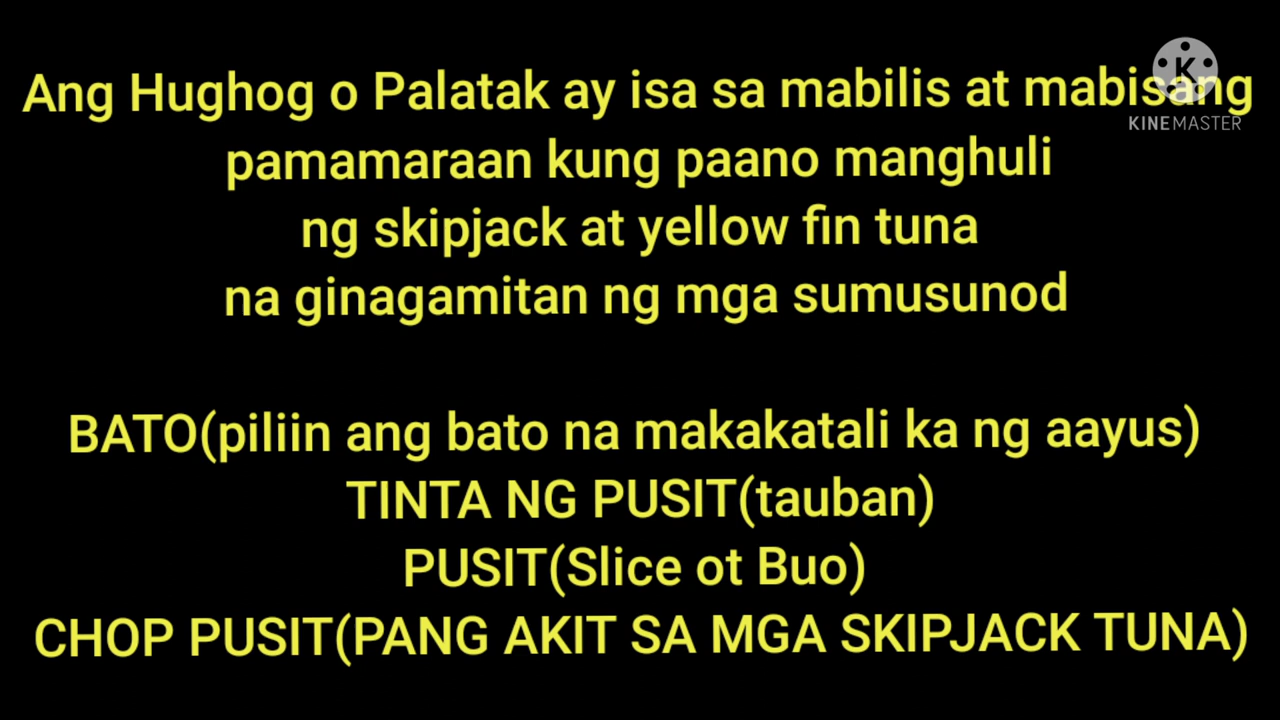 Ang Hughog o Palatak ay isa sa mabilis at mabisang
KINEMASTER
pamamaraan kung paano manghuli
ng skipjack at yellow fin tuna
na ginagamitan ng mga sumusunod
BATO(piliin ang bato na makakatali ka ng aayus)
TINTA NG PUSIT(tauban)
PUSIT(Slice ot Buo)
CHOP PUSIT(PANG AKIT SA MGA SKIPJACK TUNA)